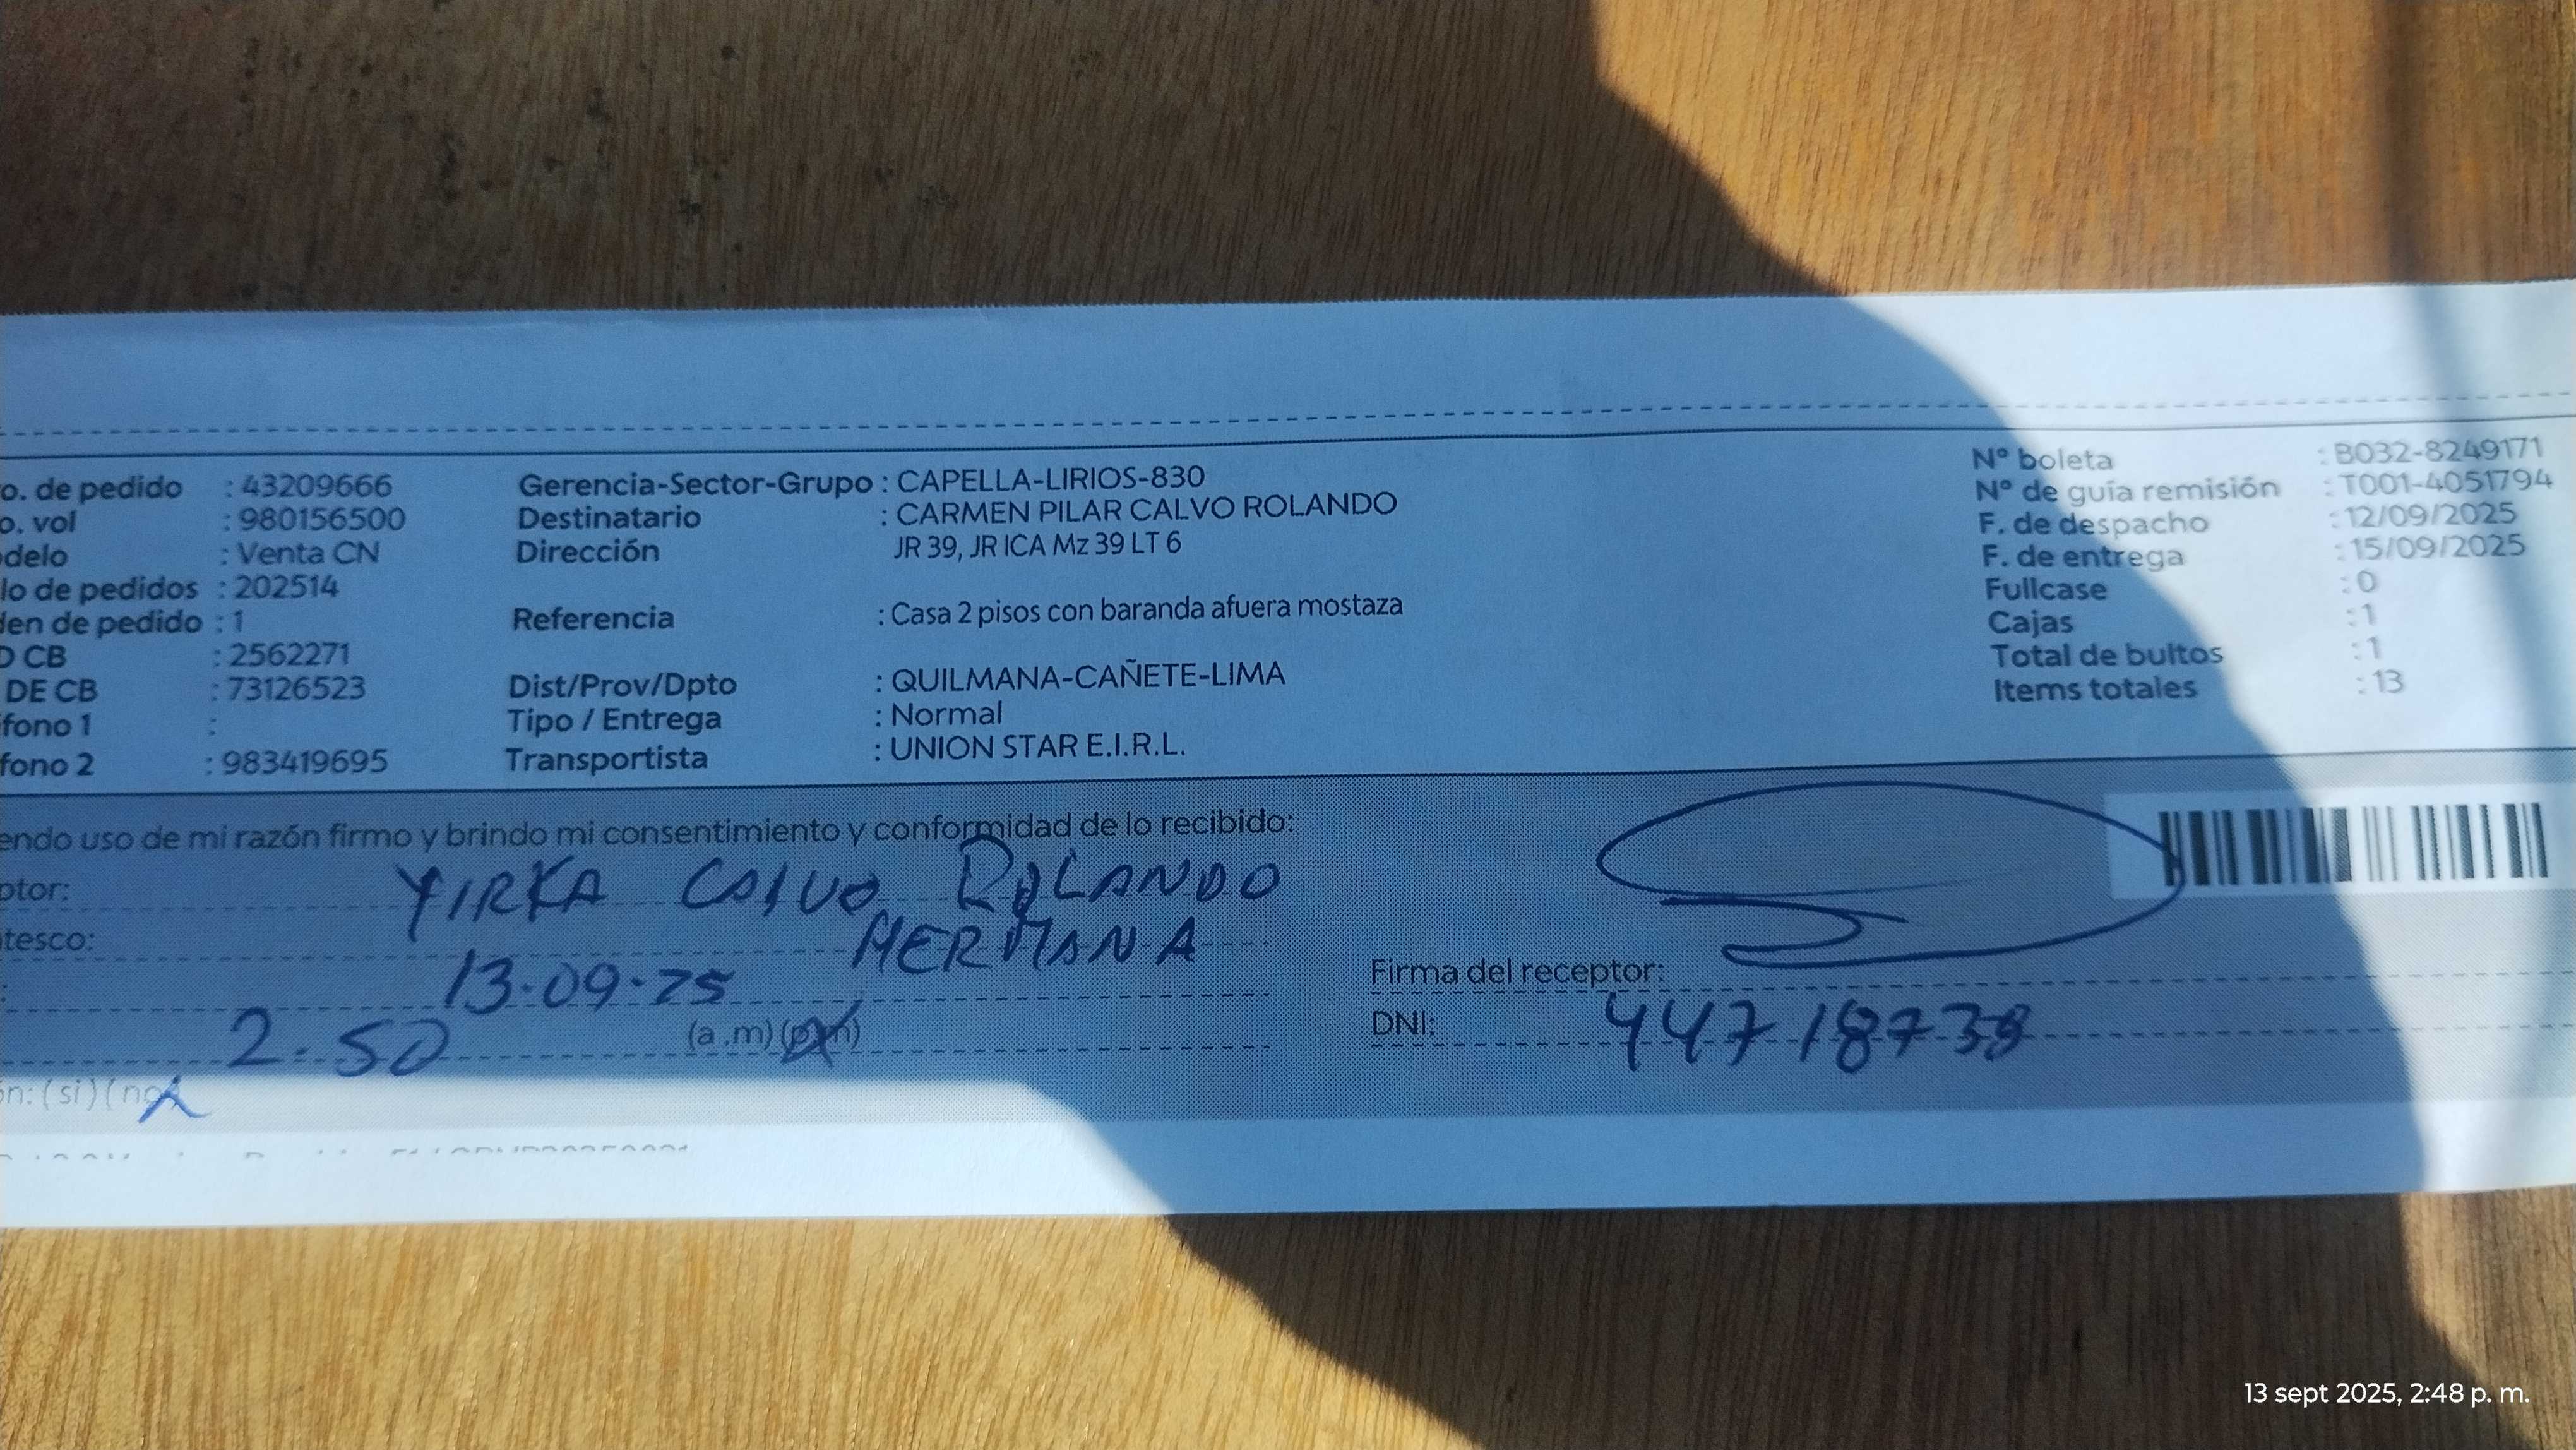 o. de pedido : 43209666
o. vol : 980156500
delo : Venta CN
lo de pedidos : 202514
den de pedido : 1
O CB : 2562271
DE CB : 73126523
fono 1 :
fono 2 : 983419695
Gerencia-Sector-Grupo : CAPELLA-LIRIOS-830
Destinatario : CARMEN PILAR CALVO ROLANDO
Dirección JR 39, JR ICA Mz 39 LT 6
Referencia : Casa 2 pisos con baranda afuera mostaza
Dist/Prov/Dpto : QUILMANA-CAÑETE-LIMA
Tipo / Entrega : Normal
Transportista : UNION STAR E.I.R.L.
Nº boleta : B032-8249171
Nº de guía remisión : T001-4051794
F. de despacho : 12/09/2025
F. de entrega : 15/09/2025
Fullcase : 0
Cajas : 1
Total de bultos : 1
Items totales : 13
endo uso de mi razón firmo y brindo mi consentimiento y conformidad de lo recibido:
ptor: YIRKA CALVO ROLANDO
tesco: HERMANA
: 13.09.25
2.50 (a.m) (p.m)
ón: ( si ) ( no
Firma del receptor:
DNI: 44718738
13 sept 2025, 2:48 p. m.